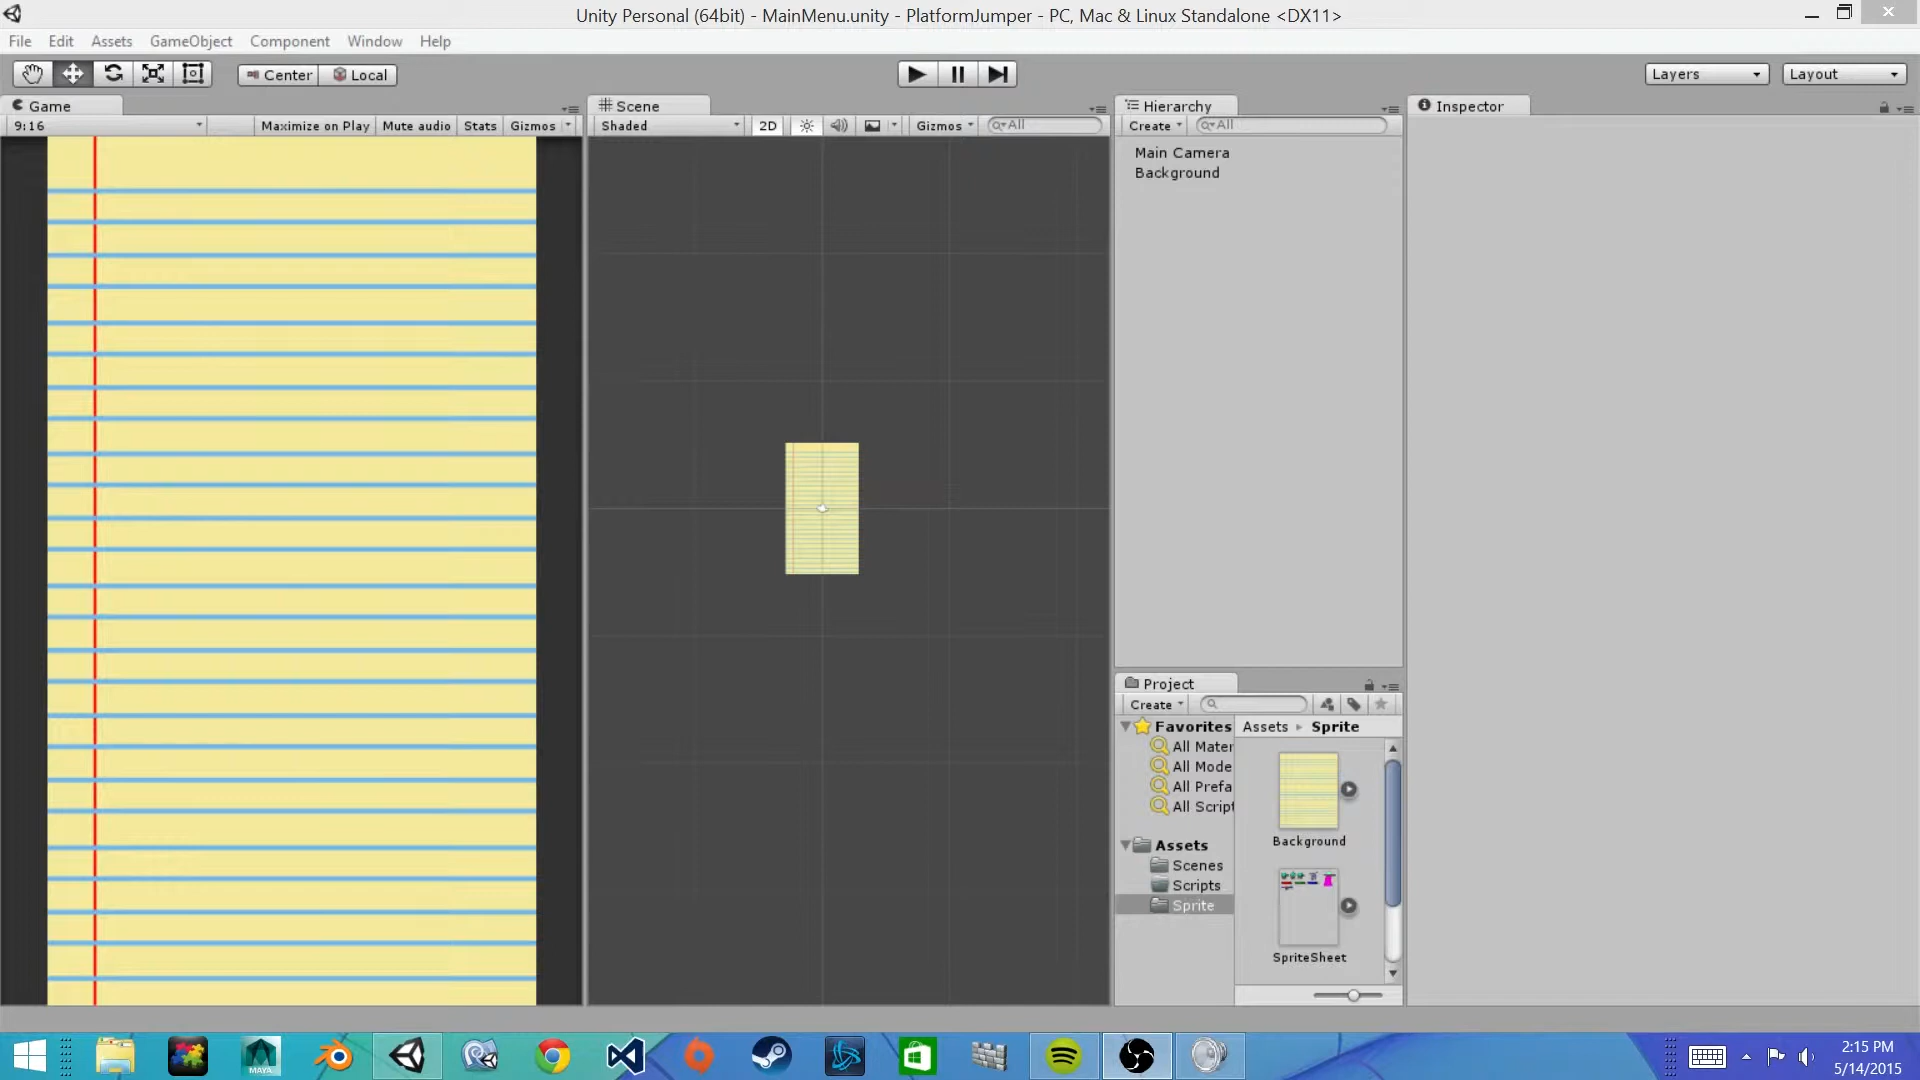 Unity Personal (64bit) - MainMenu.unity - PlatformJumper - PC, Mac & Linux Standalone <DX11>
File Edit Assets GameObject Component Window Help
Center Local Layers Layout
Game Scene Hierarchy Inspector
9:16 Maximize on Play Mute audio Stats Gizmos Shaded 2D Gizmos All Create All
Main Camera
Background
Project
Create
Favorites Assets Sprite
All Mater
All Mode
All Prefa
All Script
Background
Assets
Scenes
Scripts
Sprite
SpriteSheet
MAYA
2:15 PM
5/14/2015